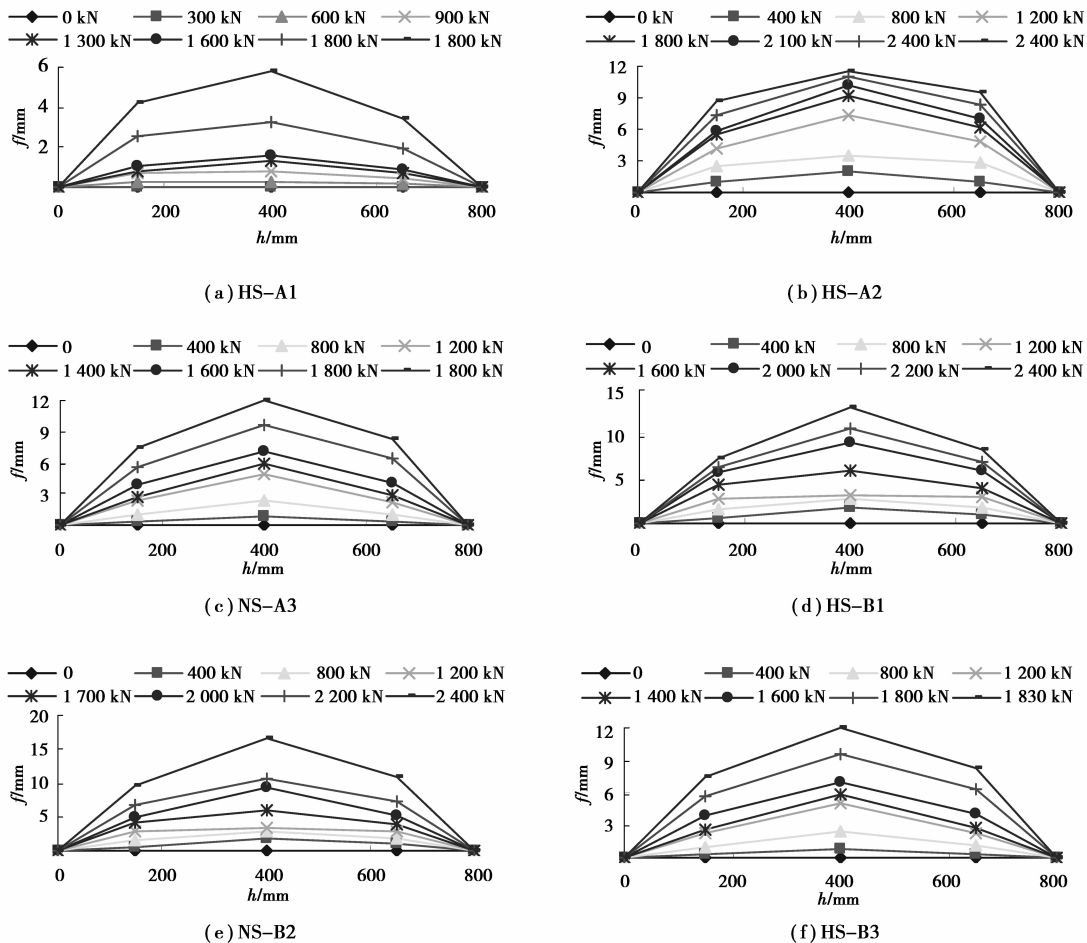 0 kN 300 kN 600 kN 900 kN
1 300 kN 1 600 kN 1 800 kN 1 800 kN
6
4
2
f/mm
0 200 400 600 800
h/mm
(a) HS-A1
0 kN 400 kN 800 kN 1 200 kN
1 800 kN 2 100 kN 2 400 kN 2 400 kN
12
9
6
3
f/mm
0 200 400 600 800
h/mm
(b) HS-A2
0 400 kN 800 kN 1 200 kN
1 400 kN 1 600 kN 1 800 kN 1 800 kN
12
9
6
3
f/mm
0 200 400 600 800
h/mm
(c) NS-A3
0 400 kN 800 kN 1 200 kN
1 600 kN 2 000 kN 2 200 kN 2 400 kN
15
10
5
f/mm
0 200 400 600 800
h/mm
(d) HS-B1
0 400 kN 800 kN 1 200 kN
1 700 kN 2 000 kN 2 200 kN 2 400 kN
20
15
10
5
f/mm
0 200 400 600 800
h/mm
(e) NS-B2
0 400 kN 800 kN 1 200 kN
1 400 kN 1 600 kN 1 800 kN 1 830 kN
12
9
6
3
f/mm
0 200 400 600 800
h/mm
(f) HS-B3